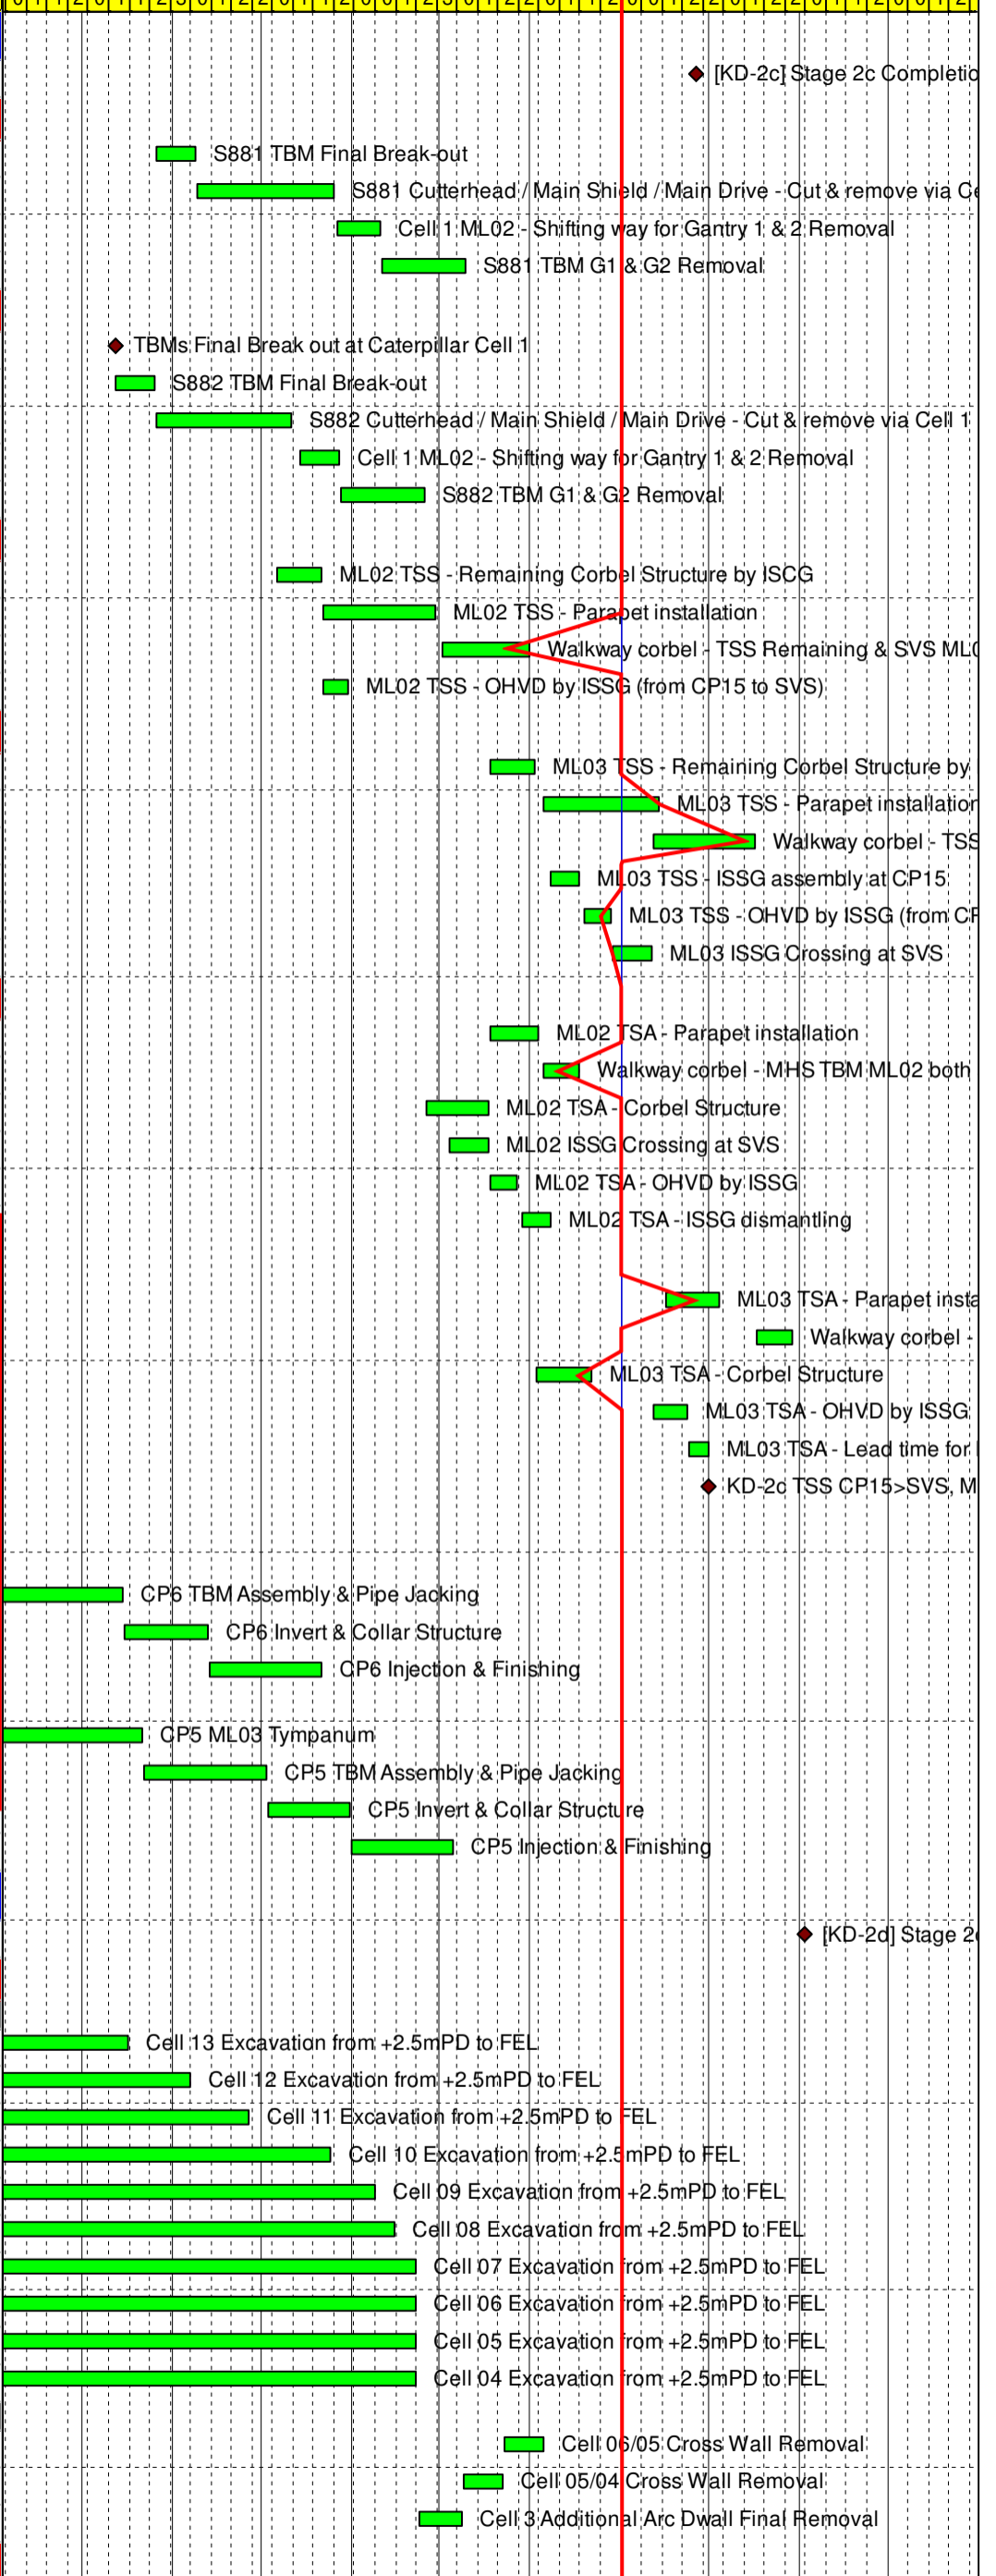 [KD-2c] Stage 2c Completio
S881 TBM Final Break-out
S881 Cutterhead / Main Shield / Main Drive - Cut & remove via Ce
Cell 1 ML02 - Shifting way for Gantry 1 & 2 Removal
S881 TBM G1 & G2 Removal
TBMs Final Break out at Caterpillar Cell 1
S882 TBM Final Break-out
S882 Cutterhead / Main Shield / Main Drive - Cut & remove via Cell 1
Cell 1 ML02 - Shifting way for Gantry 1 & 2 Removal
S882 TBM G1 & G2 Removal
ML02 TSS - Remaining Corbel Structure by ISCG
ML02 TSS - Parapet installation
Walkway corbel - TSS Remaining & SVS ML0
ML02 TSS - OHVD by ISSG (from CP15 to SVS)
ML03 TSS - Remaining Corbel Structure by
ML03 TSS - Parapet installation
Walkway corbel - TSS
ML03 TSS - ISSG assembly at CP15
ML03 TSS - OHVD by ISSG (from CP
ML03 ISSG Crossing at SVS
ML02 TSA - Parapet installation
Walkway corbel - MHS TBM ML02 both
ML02 TSA - Corbel Structure
ML02 ISSG Crossing at SVS
ML02 TSA - OHVD by ISSG
ML02 TSA - ISSG dismantling
ML03 TSA - Parapet insta
Walkway corbel -
ML03 TSA - Corbel Structure
ML03 TSA - OHVD by ISSG
ML03 TSA - Lead time for
KD-2c TSS CP15>SVS, M
CP6 TBM Assembly & Pipe Jacking
CP6 Invert & Collar Structure
CP6 Injection & Finishing
CP5 ML03 Tympanum
CP5 TBM Assembly & Pipe Jacking
CP5 Invert & Collar Structure
CP5 Injection & Finishing
[KD-2d] Stage 2
Cell 13 Excavation from +2.5mPD to FEL
Cell 12 Excavation from +2.5mPD to FEL
Cell 11 Excavation from +2.5mPD to FEL
Cell 10 Excavation from +2.5mPD to FEL
Cell 09 Excavation from +2.5mPD to FEL
Cell 08 Excavation from +2.5mPD to FEL
Cell 07 Excavation from +2.5mPD to FEL
Cell 06 Excavation from +2.5mPD to FEL
Cell 05 Excavation from +2.5mPD to FEL
Cell 04 Excavation from +2.5mPD to FEL
Cell 06/05 Cross Wall Removal
Cell 05/04 Cross Wall Removal
Cell 3 Additional Arc Dwall Final Removal